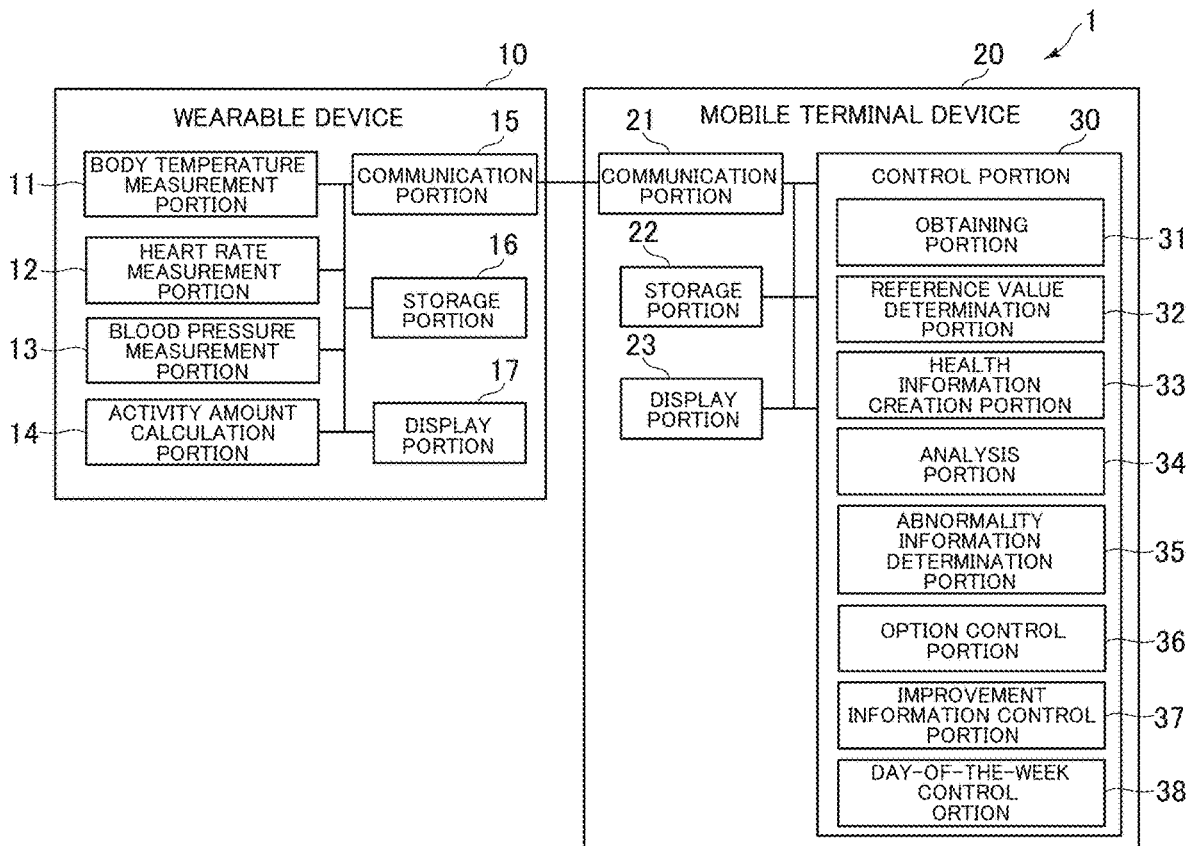 1
10
WEARABLE DEVICE
15
11
BODY TEMPERATURE
MEASUREMENT
PORTION
COMMUNICATION
PORTION
12
HEART RATE
MEASUREMENT
PORTION
16
STORAGE
PORTION
13
BLOOD PRESSURE
MEASUREMENT
PORTION
17
14
ACTIVITY AMOUNT
CALCULATION
PORTION
DISPLAY
PORTION
20
MOBILE TERMINAL DEVICE
21
COMMUNICATION
PORTION
22
STORAGE
PORTION
23
DISPLAY
PORTION
30
CONTROL PORTION
OBTAINING
PORTION
31
REFERENCE VALUE
DETERMINATION
PORTION
32
HEALTH
INFORMATION
CREATION PORTION
33
ANALYSIS
PORTION
34
ABNORMALITY
INFORMATION
DETERMINATION
PORTION
35
OPTION CONTROL
PORTION
36
IMPROVEMENT
INFORMATION CONTROL
PORTION
37
DAY-OF-THE-WEEK
CONTROL
ORTION
38